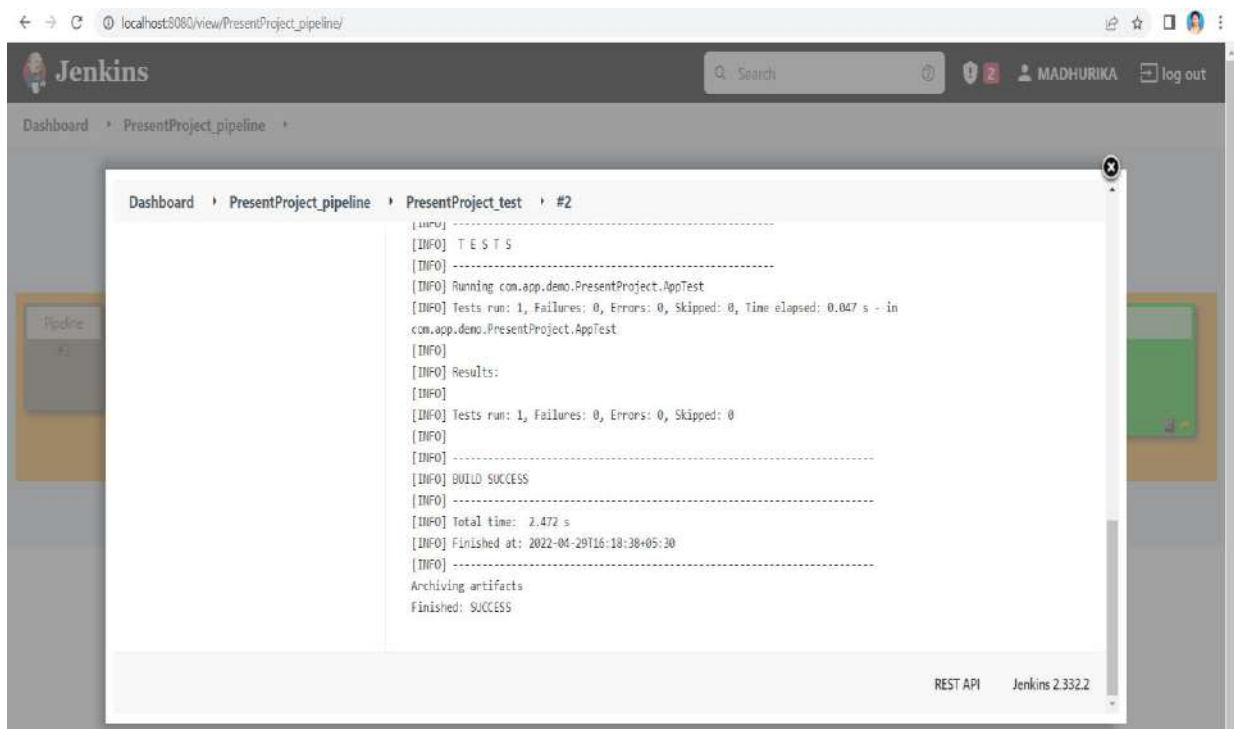 localhost:8080/view/PresentProject_pipeline/
Jenkins
Search
2
MADHURIKA
log out
Dashboard
PresentProject_pipeline
Dashboard
PresentProject_pipeline
PresentProject_test
#2
[INFO] -------------------------------------------------------
[INFO] T E S T S
[INFO] -------------------------------------------------------
[INFO] Running com.app.demo.PresentProject.AppTest
[INFO] Tests run: 1, Failures: 0, Errors: 0, Skipped: 0, Time elapsed: 0.047 s - in
com.app.demo.PresentProject.AppTest
[INFO]
[INFO] Results:
[INFO]
[INFO] Tests run: 1, Failures: 0, Errors: 0, Skipped: 0
[INFO]
[INFO] ------------------------------------------------------------------------
[INFO] BUILD SUCCESS
[INFO] ------------------------------------------------------------------------
[INFO] Total time: 2.472 s
[INFO] Finished at: 2022-04-29T16:18:38+05:30
[INFO] ------------------------------------------------------------------------
Archiving artifacts
Finished: SUCCESS
Pipeline
REST API
Jenkins 2.332.2